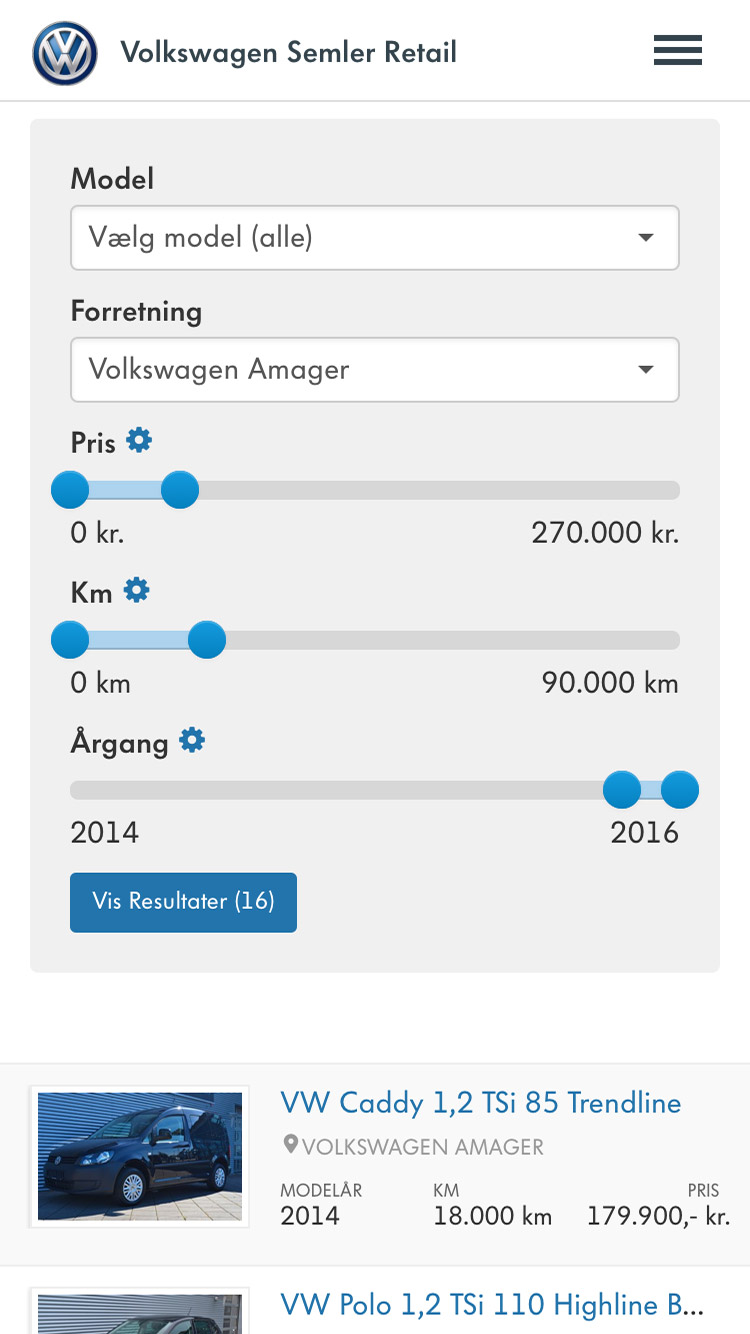 Volkswagen Semler Retail
Model
Vælg model (alle)
Forretning
Volkswagen Amager
Pris
0 kr. 270.000 kr.
Km
0 km 90.000 km
Årgang
2014 2016
Vis Resultater (16)
VW Caddy 1,2 TSi 85 Trendline
VOLKSWAGEN AMAGER
MODELÅR KM PRIS
2014 18.000 km 179.900,- kr.
VW Polo 1,2 TSi 110 Highline B...